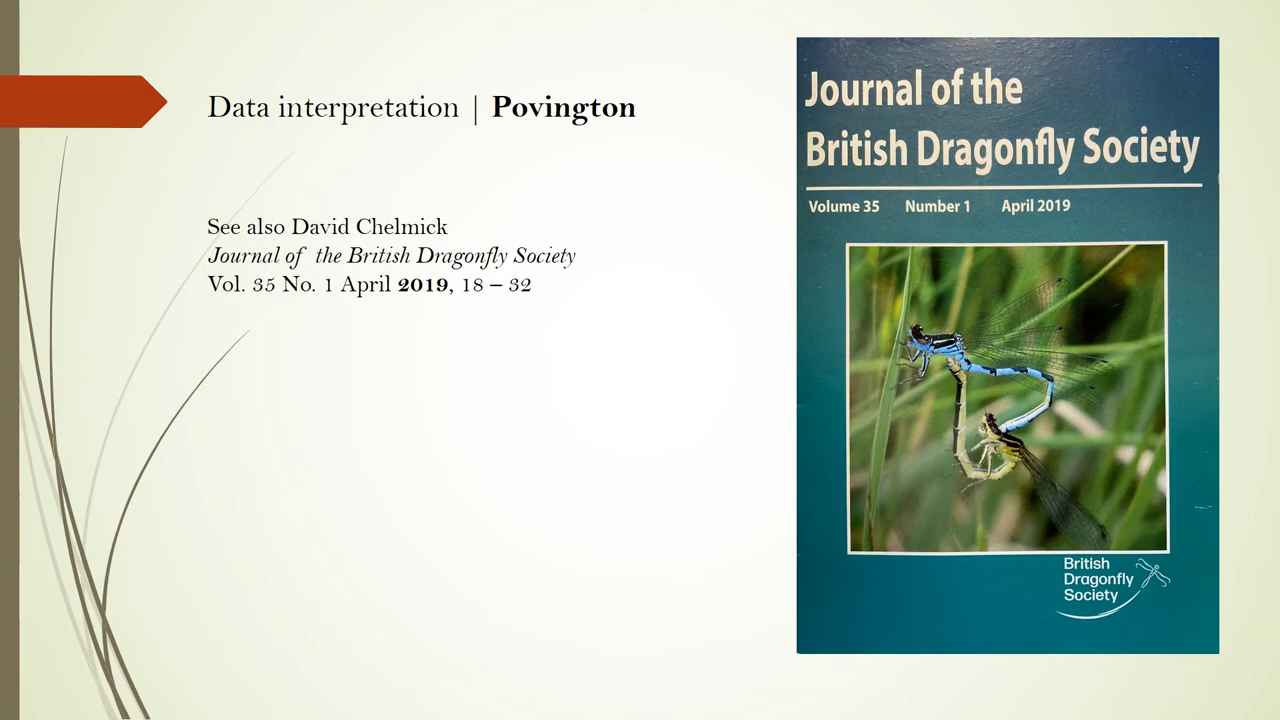 Data interpretation | Povington
See also David Chelmick
Journal of the British Dragonfly Society
Vol. 35 No. 1 April 2019, 18 – 32
Journal of the
British Dragonfly Society
Volume 35 Number 1 April 2019
British
Dragonfly
Society